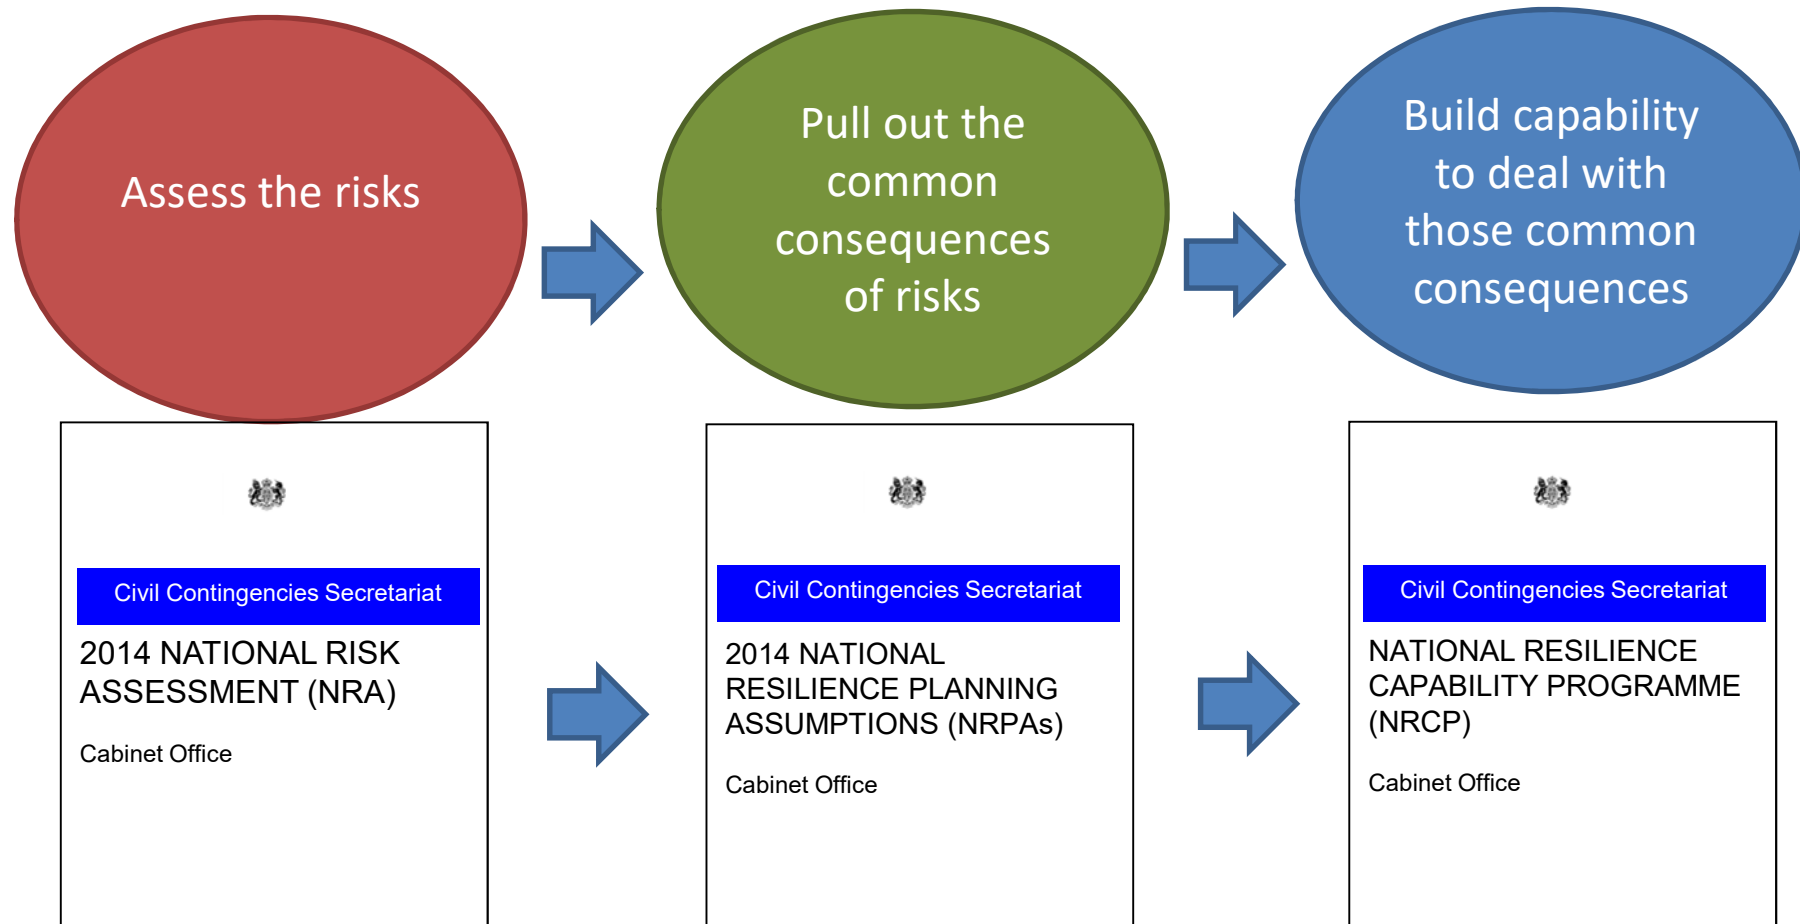 Assess the risks
Pull out the
common
consequences
of risks
Build capability
to deal with
those common
consequences
Civil Contingencies Secretariat
2014 NATIONAL RISK
ASSESSMENT (NRA)
Cabinet Office
Civil Contingencies Secretariat
2014 NATIONAL
RESILIENCE PLANNING
ASSUMPTIONS (NRPAs)
Cabinet Office
Civil Contingencies Secretariat
NATIONAL RESILIENCE
CAPABILITY PROGRAMME
(NRCP)
Cabinet Office